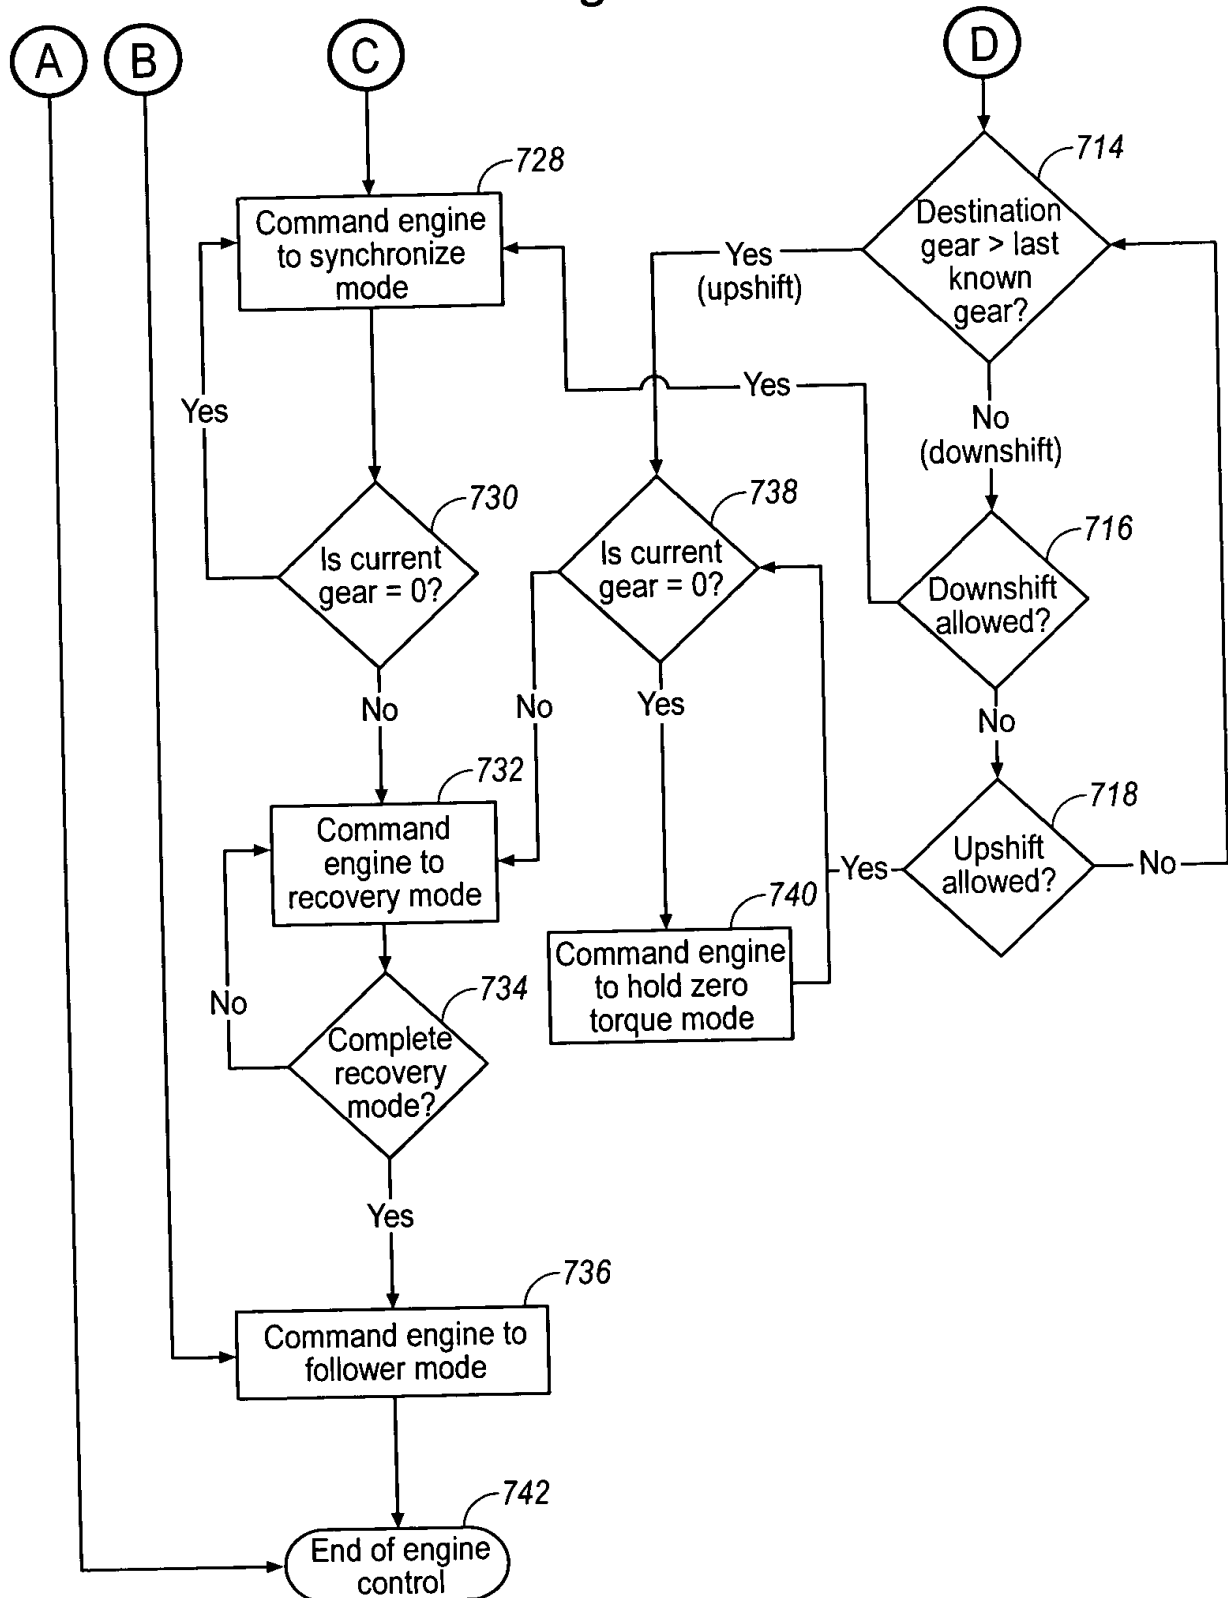 A
B
C
D
728
714
Command engine
to synchronize
mode
Destination
gear > last
known
gear?
Yes
(upshift)
Yes
Yes
No
(downshift)
730
738
716
Is current
gear = 0?
Is current
gear = 0?
Downshift
allowed?
No
No
Yes
No
732
718
Command
engine to
recovery mode
Upshift
allowed?
Yes
No
740
Command engine
to hold zero
torque mode
No
734
Complete
recovery
mode?
Yes
736
Command engine to
follower mode
742
End of engine
control